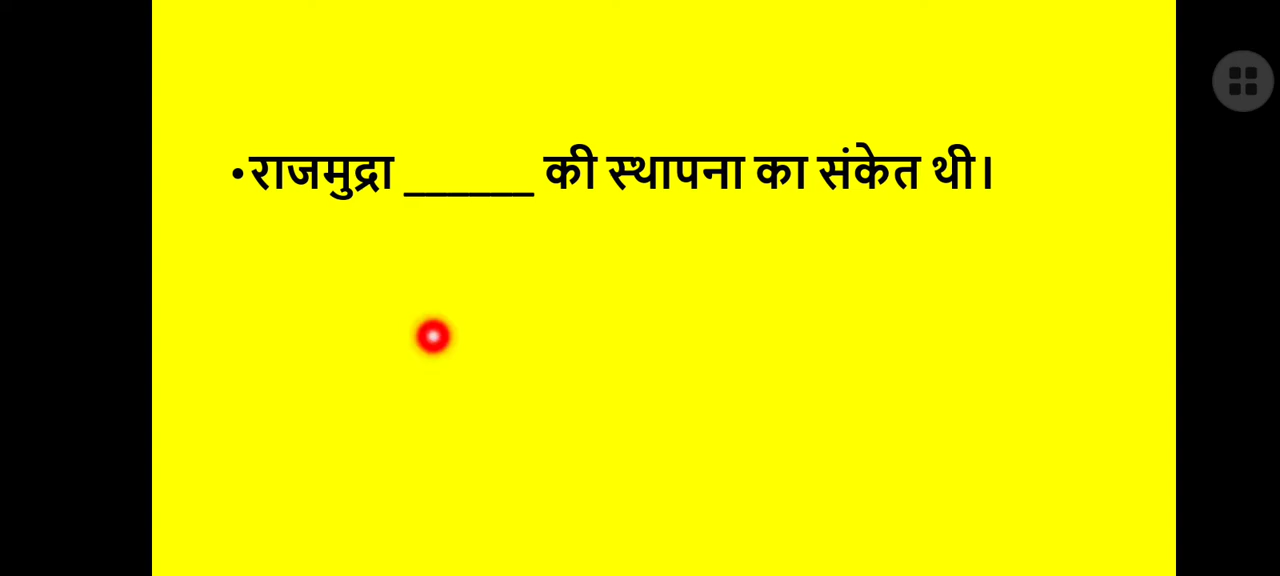 •राजमुद्रा ______ की स्थापना का संकेत थी।